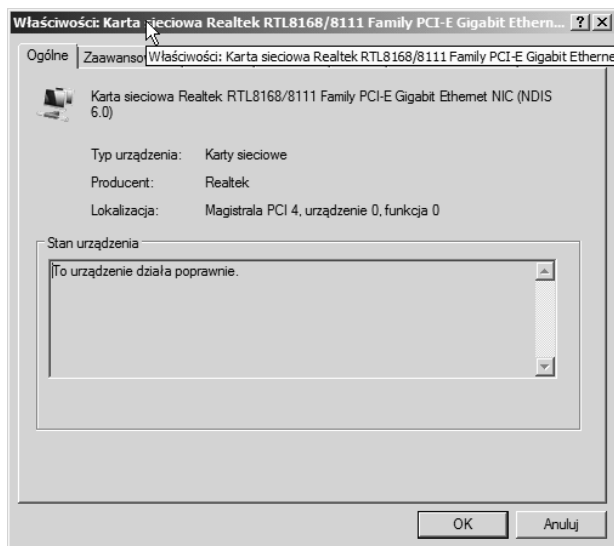 Właściwości: Karta sieciowa Realtek RTL8168/8111 Family PCI-E Gigabit Ethern...
Ogólne
Właściwości: Karta sieciowa Realtek RTL8168/8111 Family PCI-E Gigabit Etherne
Karta sieciowa Realtek RTL8168/8111 Family PCI-E Gigabit Ethernet NIC (NDIS
6.0)
Typ urządzenia: Karty sieciowe
Producent: Realtek
Lokalizacja: Magistrala PCI 4, urządzenie 0, funkcja 0
Stan urządzenia
To urządzenie działa poprawnie.
OK Anuluj